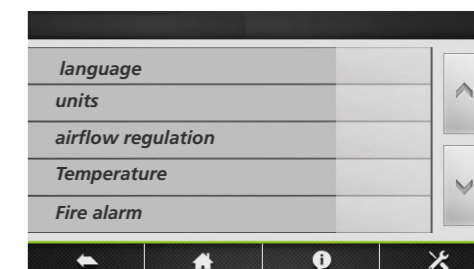 language
units
airflow regulation
Temperature
Fire alarm